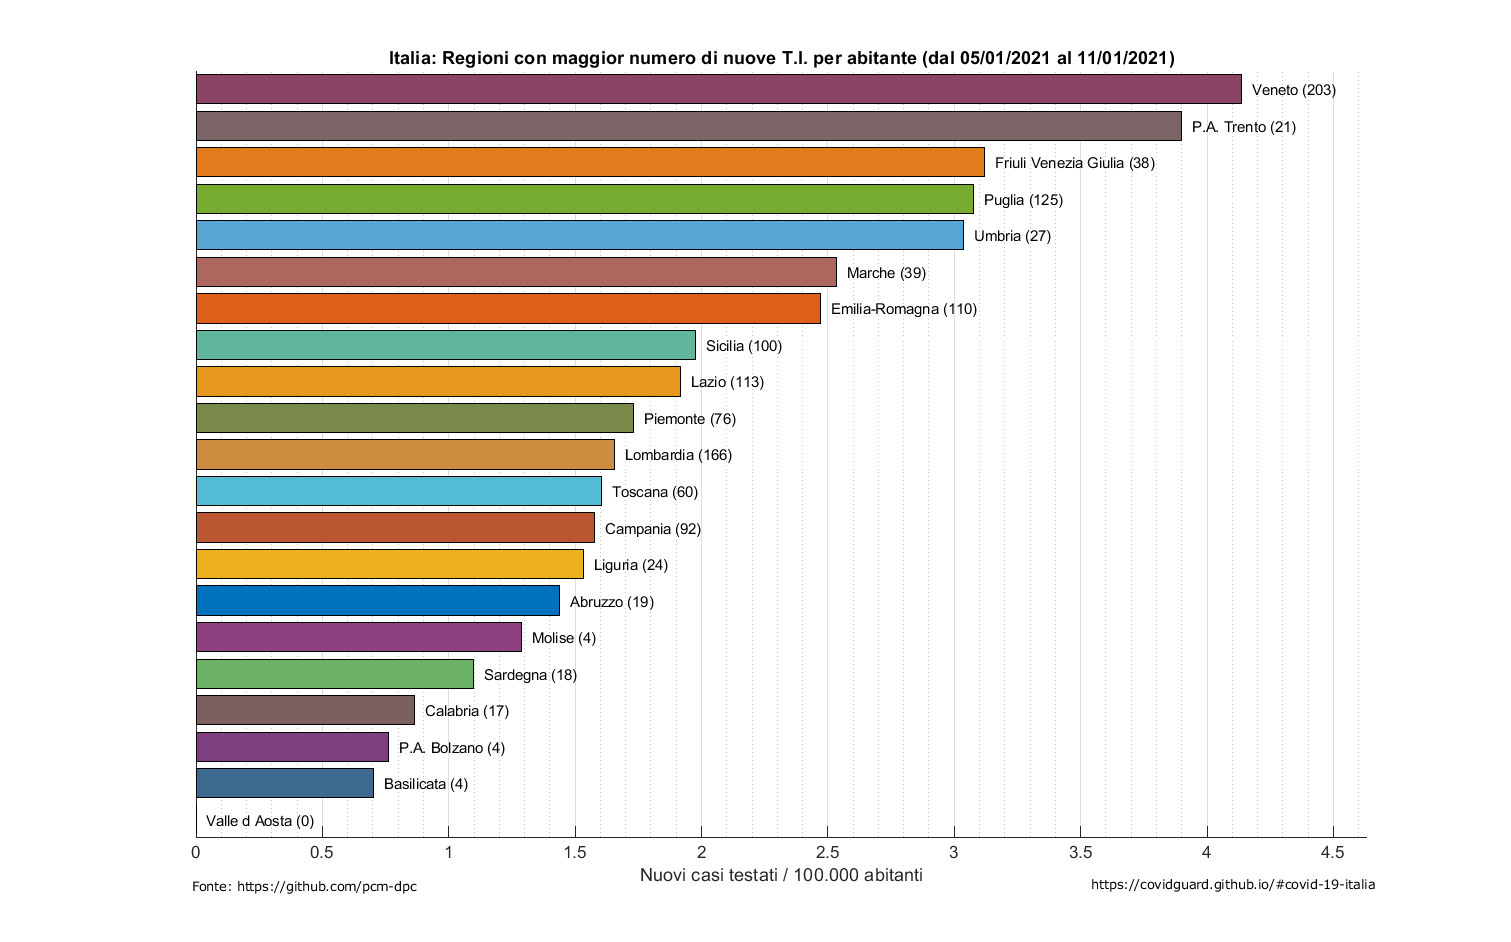 Italia: Regioni con maggior numero di nuove T.I. per abitante (dal 05/01/2021 al 11/01/2021)
Veneto (203)
P.A. Trento (21)
Friuli Venezia Giulia (38)
Puglia (125)
Umbria (27)
Marche (39)
Emilia-Romagna (110)
Sicilia (100)
Lazio (113)
Piemonte (76)
Lombardia (166)
Toscana (60)
Campania (92)
Liguria (24)
Abruzzo (19)
Molise (4)
Sardegna (18)
Calabria (17)
P.A. Bolzano (4)
Basilicata (4)
Valle d Aosta (0)
0 0.5 1 1.5 2 2.5 3 3.5 4 4.5
Nuovi casi testati / 100.000 abitanti
Fonte: https://github.com/pcm-dpc
https://covidguard.github.io/#covid-19-italia